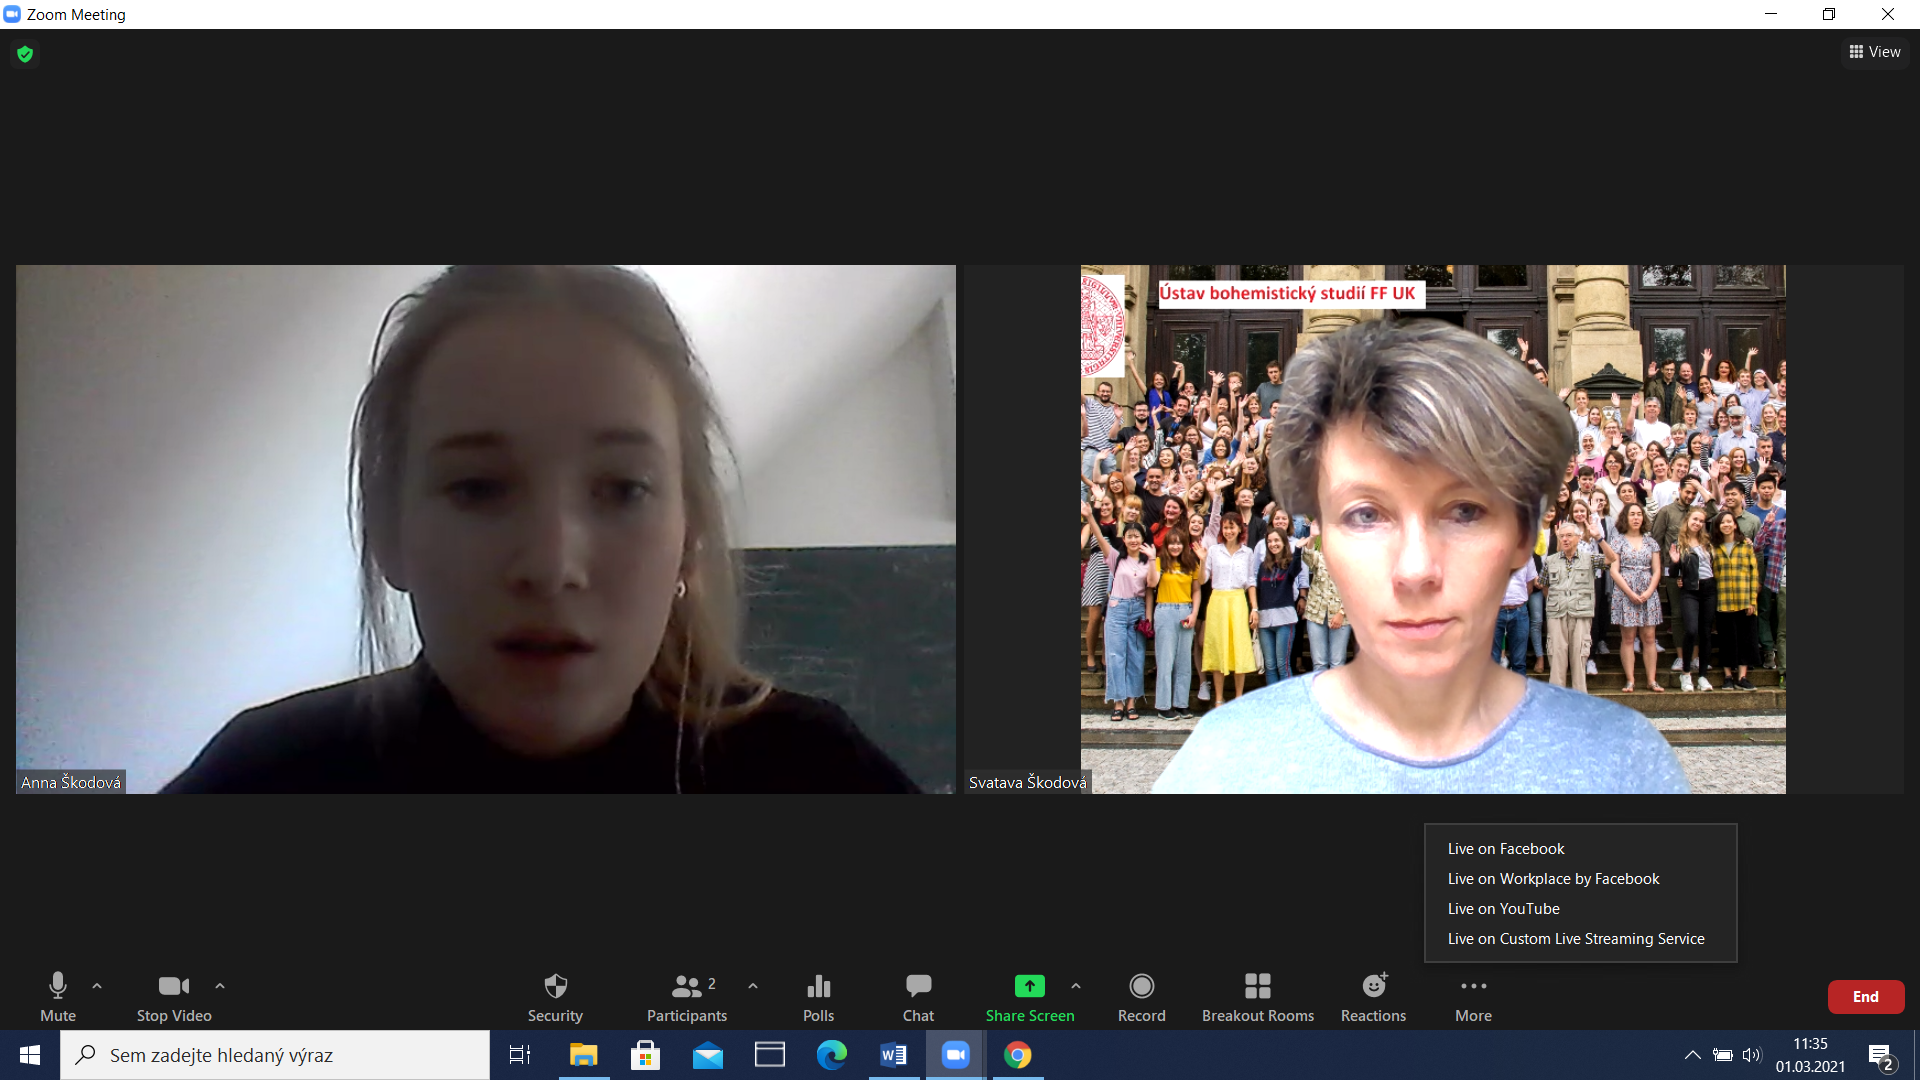 Zoom Meeting
View
Ústav bohemistický studií FF UK
Anna Škodová
Svatava Škodová
Live on Facebook
Live on Workplace by Facebook
Live on YouTube
Live on Custom Live Streaming Service
2
Mute
Stop Video
Security
Participants
Polls
Chat
Share Screen
Record
Breakout Rooms
Reactions
More
End
Sem zadejte hledaný výraz
11:35
01.03.2021
2